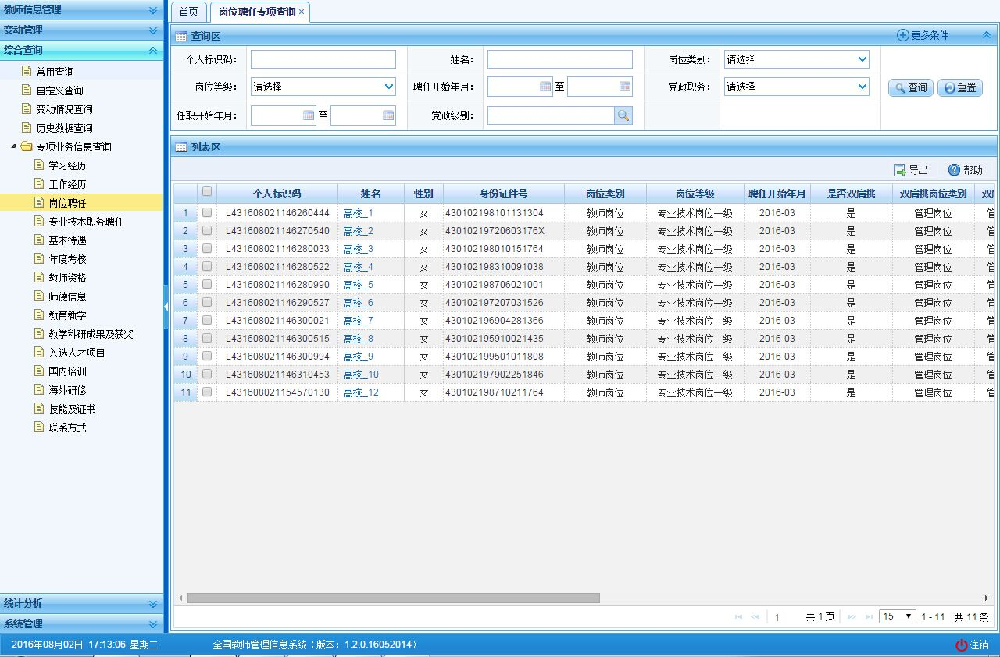 教师信息管理
变动管理
综合查询
常用查询
自定义查询
变动情况查询
历史数据查询
专项业务信息查询
学习经历
工作经历
岗位聘任
专业技术职务聘任
基本待遇
年度考核
教师资格
师德信息
教育教学
教学科研成果及获奖
入选人才项目
国内培训
海外研修
技能及证书
联系方式
统计分析
系统管理
首页 岗位聘任专项查询 ×
查询区 更多条件
个人标识码： 姓名： 岗位类别： 请选择
岗位等级： 请选择 聘任开始年月： 至 党政职务： 请选择 查询 重置
任职开始年月： 至 党政级别：
列表区
导出 帮助
个人标识码 姓名 性别 身份证件号 岗位类别 岗位等级 聘任开始年月 是否双肩挑 双肩挑岗位类别
1 L431608021146260444 高校_1 女 430102198101131304 教师岗位 专业技术岗位一级 2016-03 是 管理岗位
2 L431608021146270540 高校_2 女 43010219720603176X 教师岗位 专业技术岗位一级 2016-03 是 管理岗位
3 L431608021146280033 高校_3 女 430102198010151764 教师岗位 专业技术岗位一级 2016-03 是 管理岗位
4 L431608021146280522 高校_4 女 430102198310091038 教师岗位 专业技术岗位一级 2016-03 是 管理岗位
5 L431608021146280990 高校_5 女 430102198706021001 教师岗位 专业技术岗位一级 2016-03 是 管理岗位
6 L431608021146290527 高校_6 女 430102197207031526 教师岗位 专业技术岗位一级 2016-03 是 管理岗位
7 L431608021146300021 高校_7 女 430102196904281366 教师岗位 专业技术岗位一级 2016-03 是 管理岗位
8 L431608021146300515 高校_8 女 430102195910021435 教师岗位 专业技术岗位一级 2016-03 是 管理岗位
9 L431608021146300994 高校_9 女 430102199501011808 教师岗位 专业技术岗位一级 2016-03 是 管理岗位
10 L431608021146310453 高校_10 女 430102197902251846 教师岗位 专业技术岗位一级 2016-03 是 管理岗位
11 L431608021154570130 高校_12 女 430102198710211764 教师岗位 专业技术岗位一级 2016-03 是 管理岗位
1 共 1 页 15 1 - 11 共 11 条
2016年08月02日 17:13:06 星期二 全国教师管理信息系统（版本：1.2.0.16052014） 注销